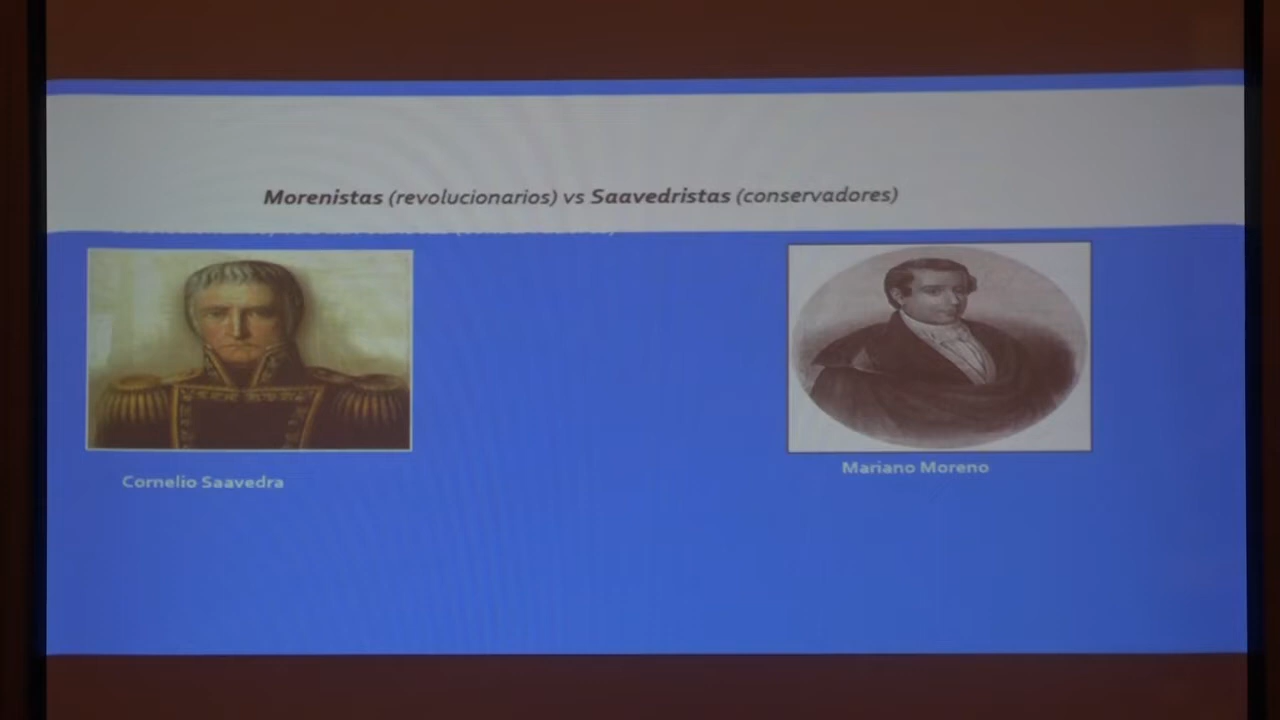 Morenistas (revolucionarios) vs Saavedristas (conservadores)
Cornelio Saavedra
Mariano Moreno